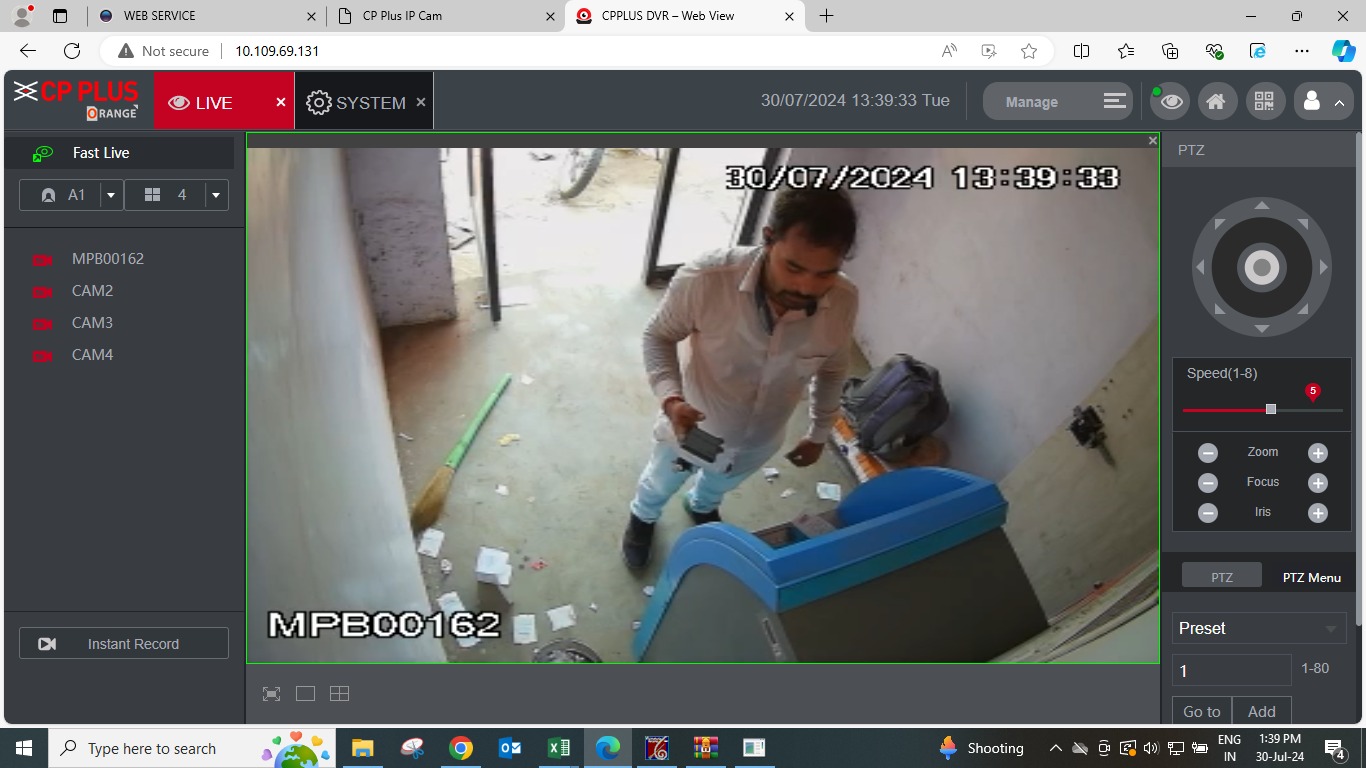 WEB SERVICE
CP Plus IP Cam
CPPLUS DVR – Web View
Not secure
10.109.69.131
CP PLUS
ORANGE
LIVE
SYSTEM
30/07/2024 13:39:33 Tue
Manage
Fast Live
A1
4
MPB00162
CAM2
CAM3
CAM4
Instant Record
30/07/2024 13:39:33
MPB00162
PTZ
Speed(1-8)
5
Zoom
Focus
Iris
PTZ
PTZ Menu
Preset
1
1-80
Go to
Add
Type here to search
Shooting
ENG
IN
1:39 PM
30-Jul-24
4